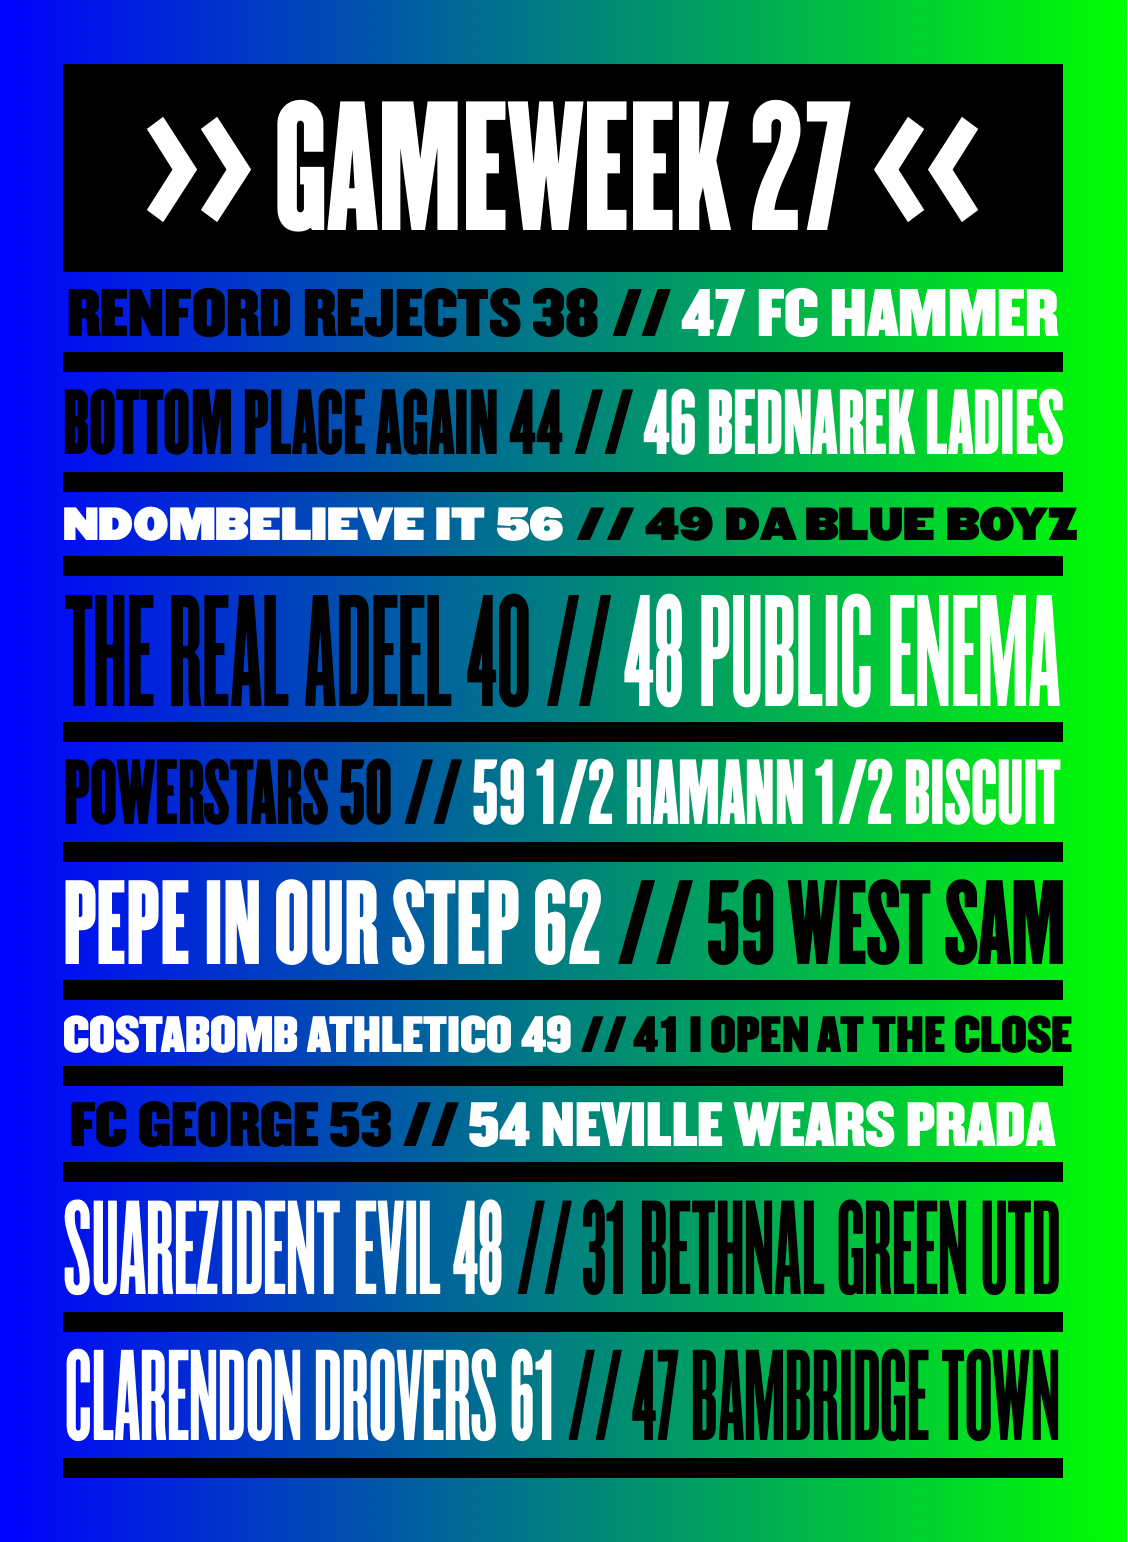 >> GAMEWEEK 27 <<
RENFORD REJECTS 38 // 47 FC HAMMER
BOTTOM PLACE AGAIN 44 // 46 BEDNAREK LADIES
NDOMBELIEVE IT 56 // 49 DA BLUE BOYZ
THE REAL ADEEL 40 // 48 PUBLIC ENEMA
POWERSTARS 50 // 59 1/2 HAMANN 1/2 BISCUIT
PEPE IN OUR STEP 62 // 59 WEST SAM
COSTABOMB ATHLETICO 49 // 41 I OPEN AT THE CLOSE
FC GEORGE 53 // 54 NEVILLE WEARS PRADA
SUAREZIDENT EVIL 48 // 31 BETHNAL GREEN UTD
CLARENDON DROVERS 61 // 47 BAMBRIDGE TOWN